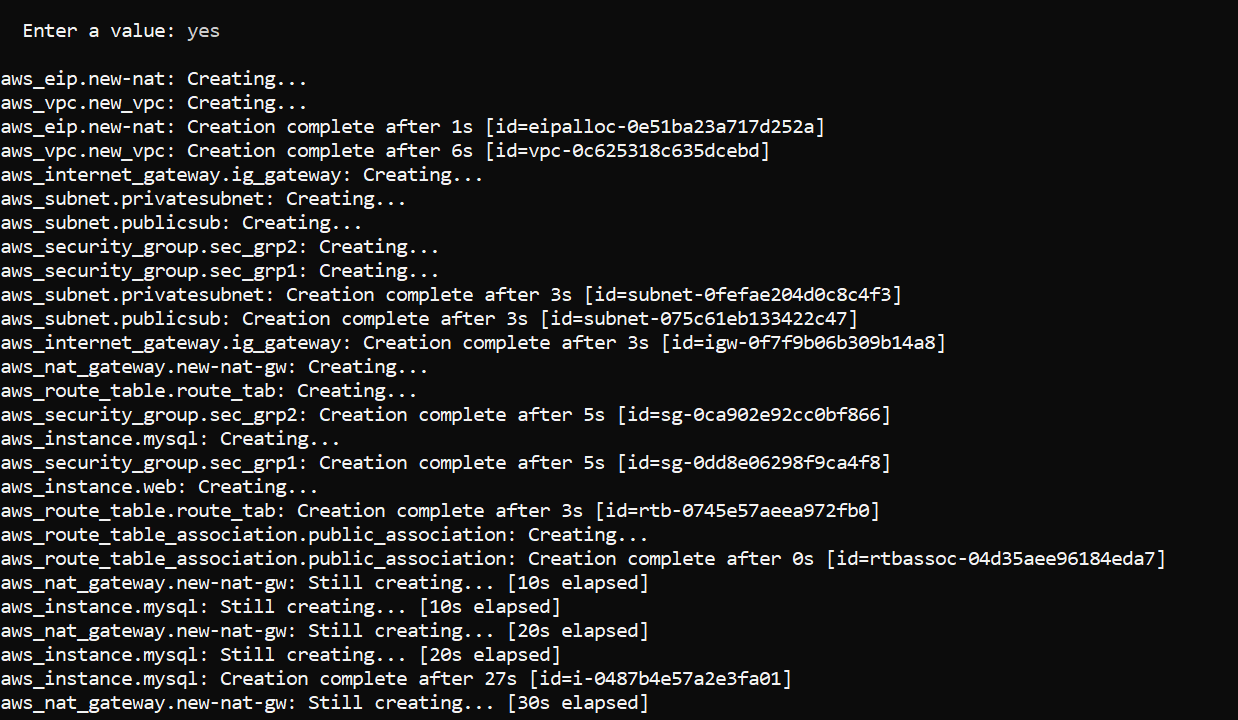 Enter a value: yes
aws_eip.new-nat: Creating...
aws_vpc.new_vpc: Creating...
aws_eip.new-nat: Creation complete after 1s [id=eipalloc-0e51ba23a717d252a]
aws_vpc.new_vpc: Creation complete after 6s [id=vpc-0c625318c635dcebd]
aws_internet_gateway.ig_gateway: Creating...
aws_subnet.privatesubnet: Creating...
aws_subnet.publicsub: Creating...
aws_security_group.sec_grp2: Creating...
aws_security_group.sec_grp1: Creating...
aws_subnet.privatesubnet: Creation complete after 3s [id=subnet-0fefae204d0c8c4f3]
aws_subnet.publicsub: Creation complete after 3s [id=subnet-075c61eb133422c47]
aws_internet_gateway.ig_gateway: Creation complete after 3s [id=igw-0f7f9b06b309b14a8]
aws_nat_gateway.new-nat-gw: Creating...
aws_route_table.route_tab: Creating...
aws_security_group.sec_grp2: Creation complete after 5s [id=sg-0ca902e92cc0bf866]
aws_instance.mysql: Creating...
aws_security_group.sec_grp1: Creation complete after 5s [id=sg-0dd8e06298f9ca4f8]
aws_instance.web: Creating...
aws_route_table.route_tab: Creation complete after 3s [id=rtb-0745e57aeea972fb0]
aws_route_table_association.public_association: Creating...
aws_route_table_association.public_association: Creation complete after 0s [id=rtbassoc-04d35aee96184eda7]
aws_nat_gateway.new-nat-gw: Still creating... [10s elapsed]
aws_instance.mysql: Still creating... [10s elapsed]
aws_nat_gateway.new-nat-gw: Still creating... [20s elapsed]
aws_instance.mysql: Still creating... [20s elapsed]
aws_instance.mysql: Creation complete after 27s [id=i-0487b4e57a2e3fa01]
aws_nat_gateway.new-nat-gw: Still creating... [30s elapsed]